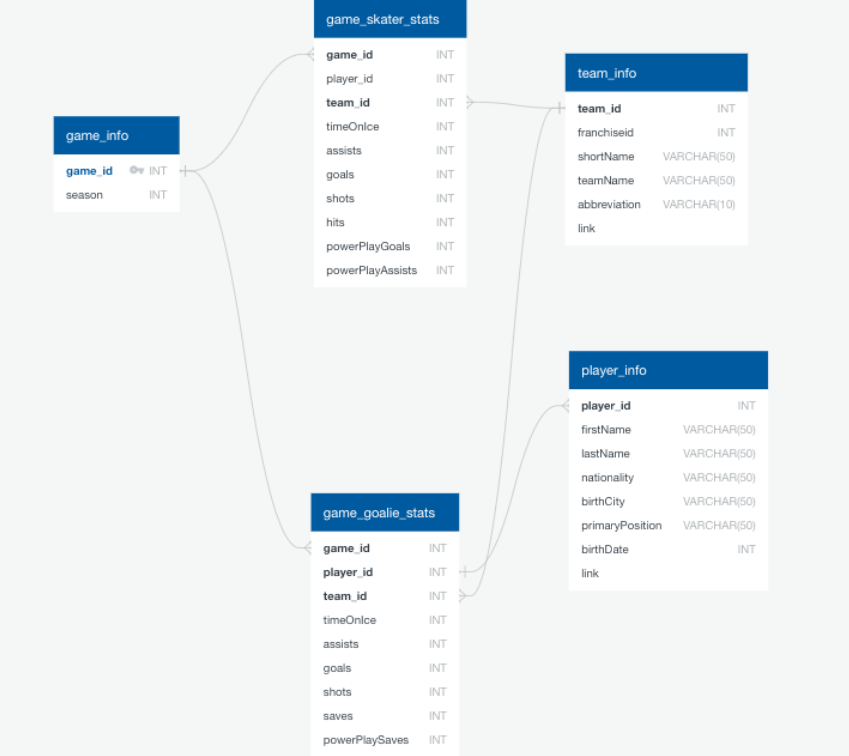 game_skater_stats
game_id INT
player_id INT
team_id INT
timeOnIce INT
assists INT
goals INT
shots INT
hits INT
powerPlayGoals INT
powerPlayAssists INT
team_info
team_id INT
franchiseid INT
shortName VARCHAR(50)
teamName VARCHAR(50)
abbreviation VARCHAR(10)
link
game_info
game_id INT
season INT
player_info
player_id INT
firstName VARCHAR(50)
lastName VARCHAR(50)
nationality VARCHAR(50)
birthCity VARCHAR(50)
primaryPosition VARCHAR(50)
birthDate INT
link
game_goalie_stats
game_id INT
player_id INT
team_id INT
timeOnIce INT
assists INT
goals INT
shots INT
saves INT
powerPlaySaves INT